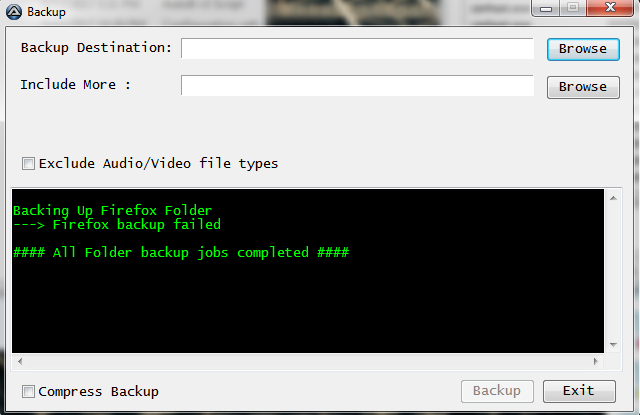 Backup
Backup Destination:
Browse
Include More :
Browse
Exclude Audio/Video file types
Backing Up Firefox Folder
---> Firefox backup failed
#### All Folder backup jobs completed ####
Compress Backup
Backup
Exit